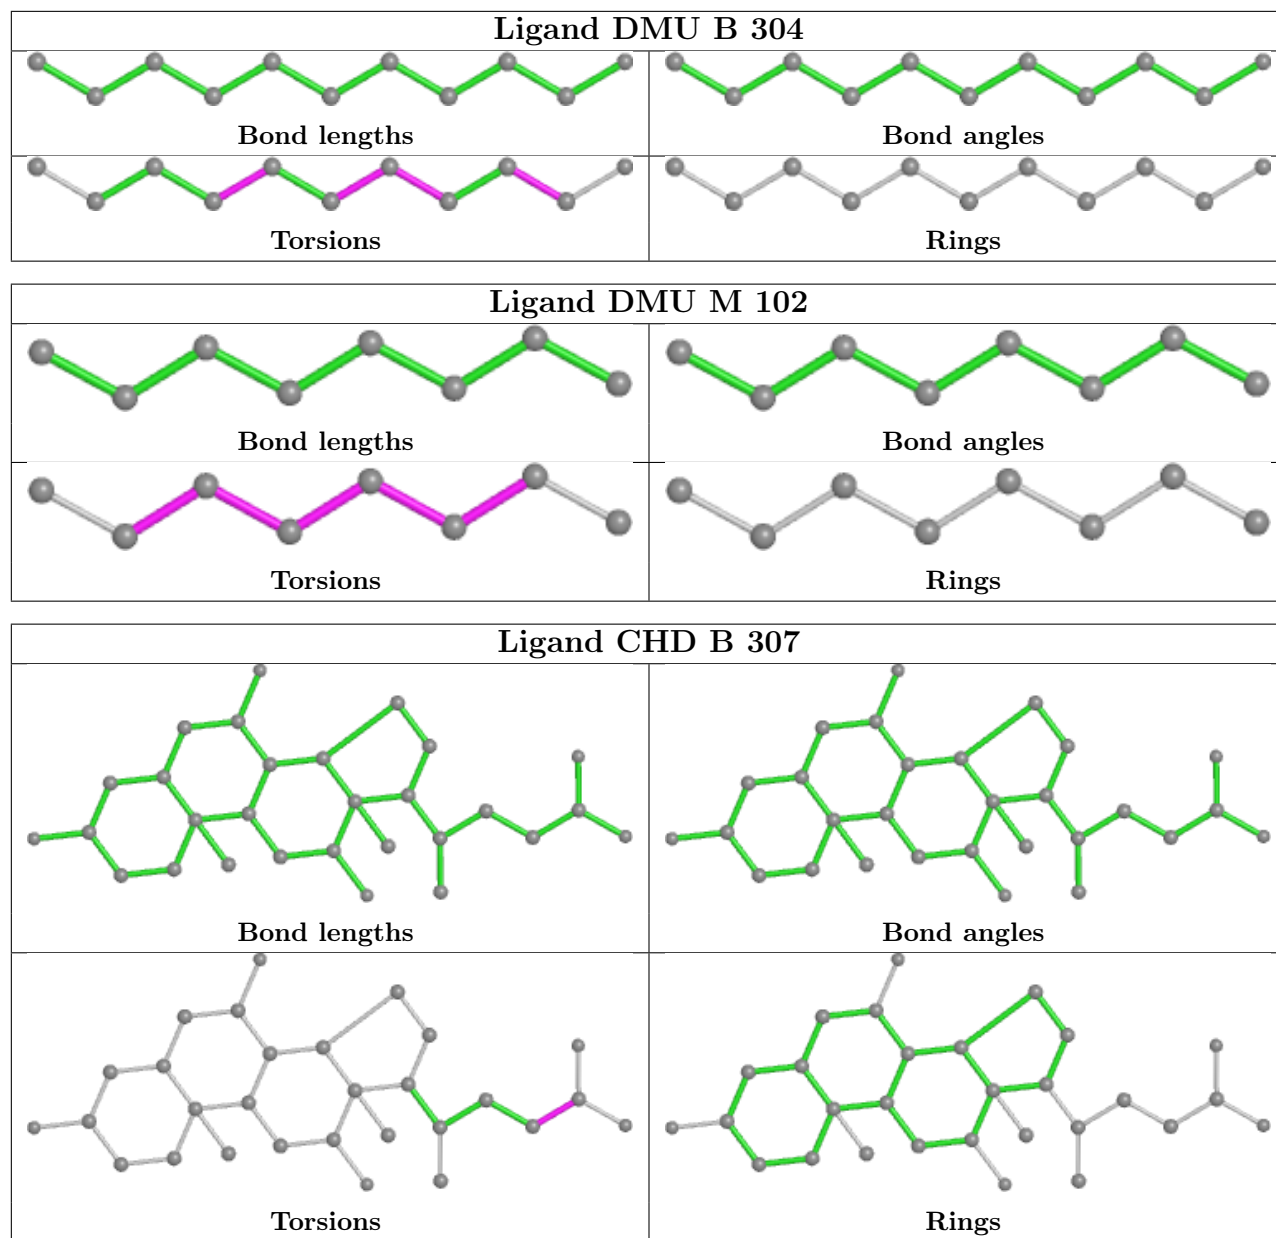 Ligand DMU B 304
Bond lengths
Bond angles
Torsions
Rings
Ligand DMU M 102
Bond lengths
Bond angles
Torsions
Rings
Ligand CHD B 307
Bond lengths
Bond angles
Torsions
Rings